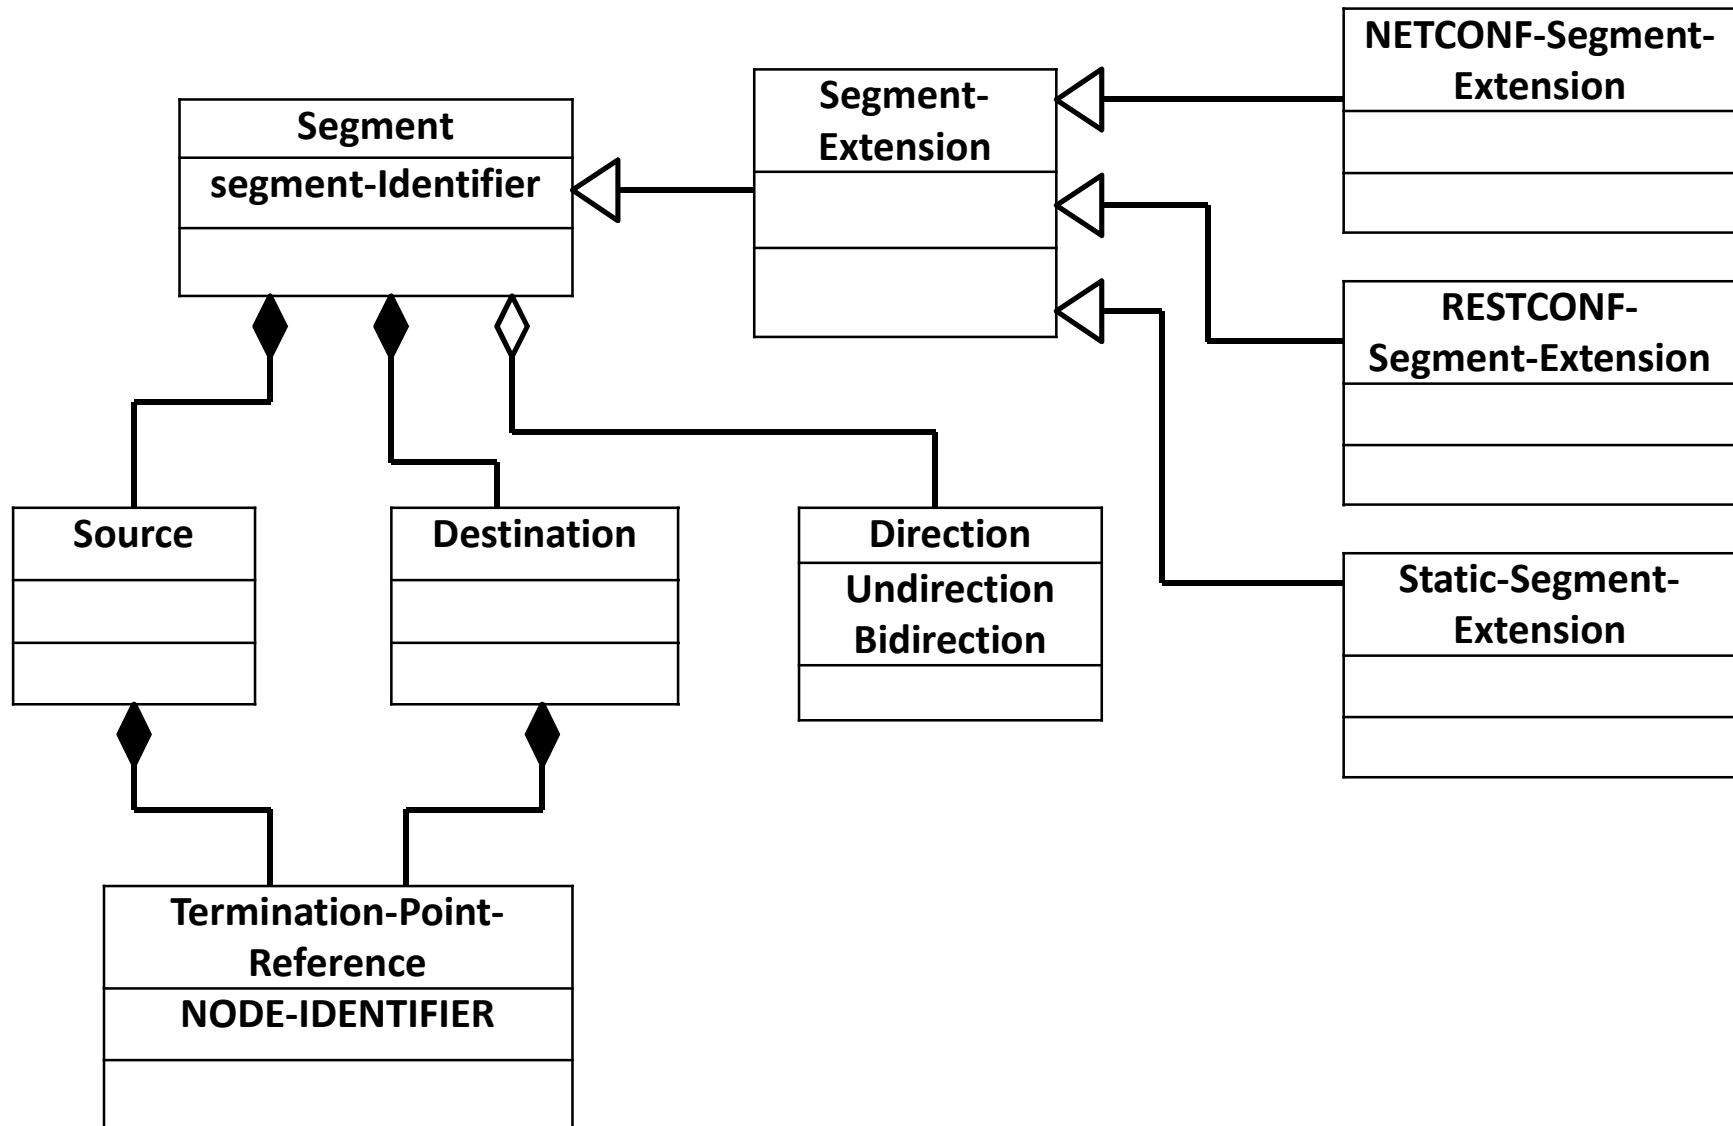 Segment
segment-Identifier
Segment-
Extension
NETCONF-Segment-
Extension
RESTCONF-
Segment-Extension
Static-Segment-
Extension
Source
Destination
Direction
Undirection
Bidirection
Termination-Point-
Reference
NODE-IDENTIFIER